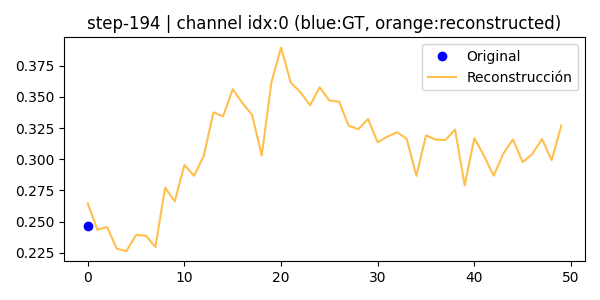 step-194 | channel idx:0 (blue:GT, orange:reconstructed)
Original
Reconstrucción
0.375
0.350
0.325
0.300
0.275
0.250
0.225
0 10 20 30 40 50